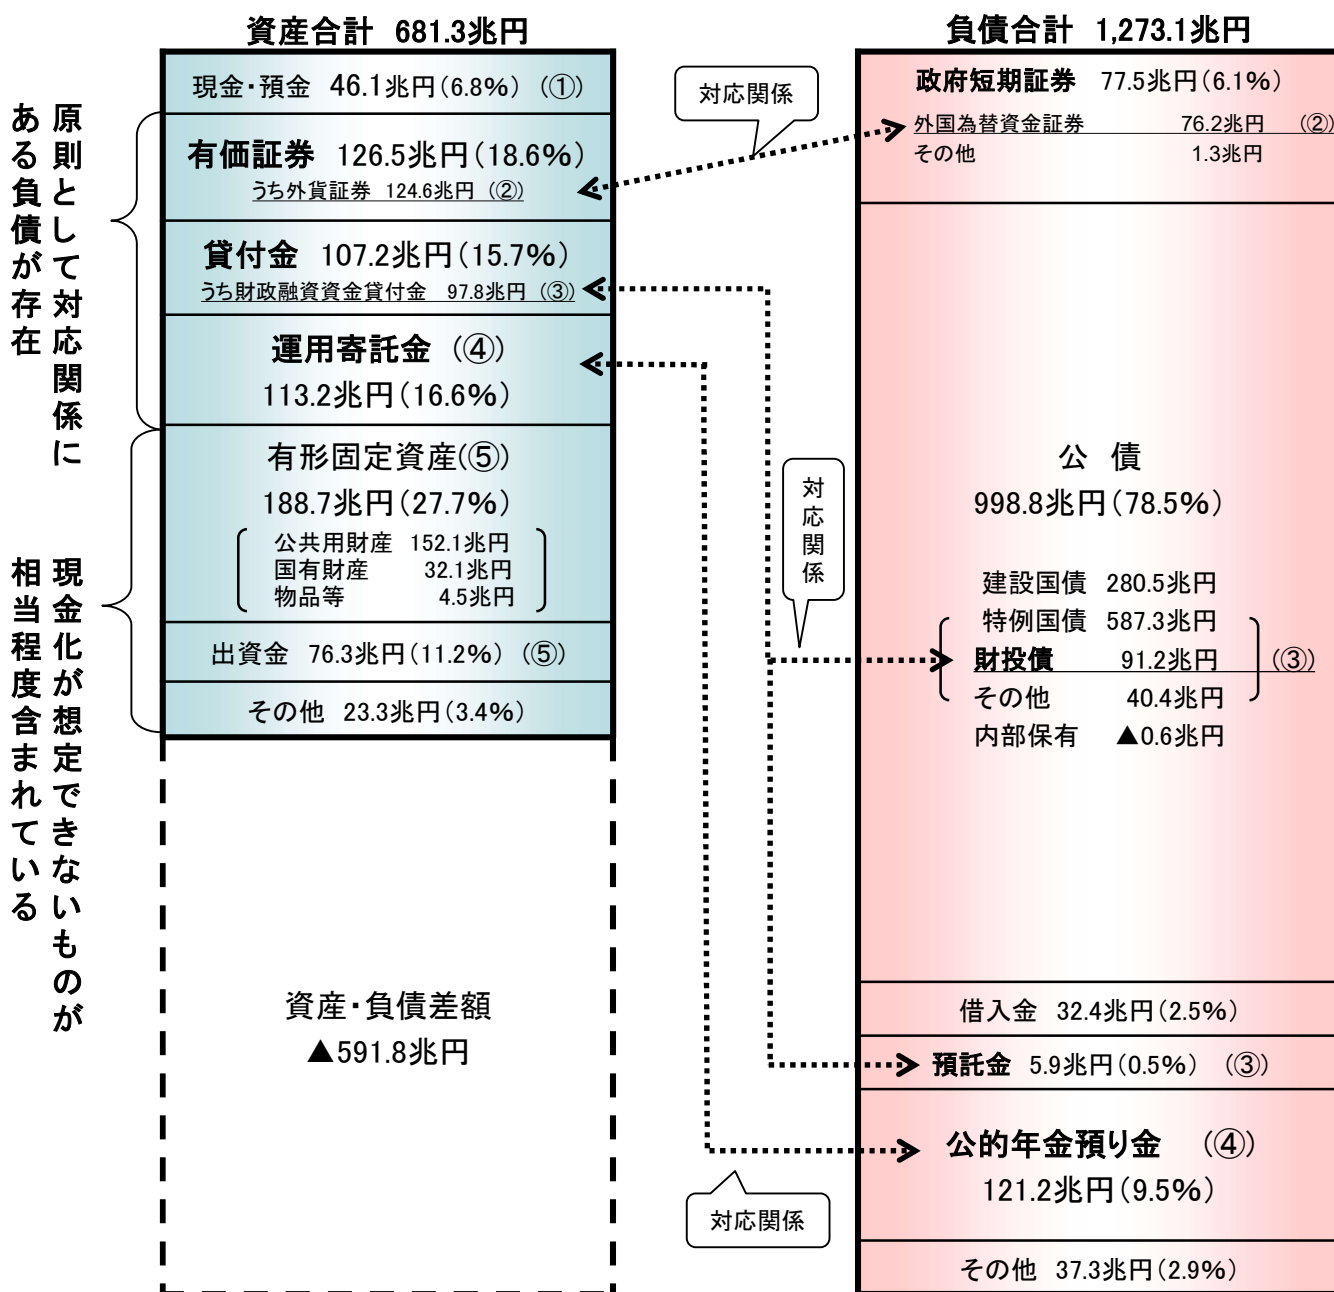 資産合計 681.3兆円
現金・預金 46.1兆円(6.8%) (①)
有価証券 126.5兆円(18.6%)
うち外貨証券 124.6兆円 (②)
貸付金 107.2兆円(15.7%)
うち財政融資資金貸付金 97.8兆円 (③)
運用寄託金 (④)
113.2兆円(16.6%)
有形固定資産(⑤)
188.7兆円(27.7%)
公共用財産 152.1兆円
国有財産 32.1兆円
物品等 4.5兆円
出資金 76.3兆円(11.2%) (⑤)
その他 23.3兆円(3.4%)
資産・負債差額
▲591.8兆円
原則として対応関係に
ある負債が存在
現金化が想定できないものが
相当程度含まれている
対応関係
対応関係
対応関係
負債合計 1,273.1兆円
政府短期証券 77.5兆円(6.1%)
外国為替資金証券 76.2兆円 (②)
その他 1.3兆円
公 債
998.8兆円(78.5%)
建設国債 280.5兆円
特例国債 587.3兆円
財投債 91.2兆円 (③)
その他 40.4兆円
内部保有 ▲0.6兆円
借入金 32.4兆円(2.5%)
預託金 5.9兆円(0.5%) (③)
公的年金預り金 (④)
121.2兆円(9.5%)
その他 37.3兆円(2.9%)